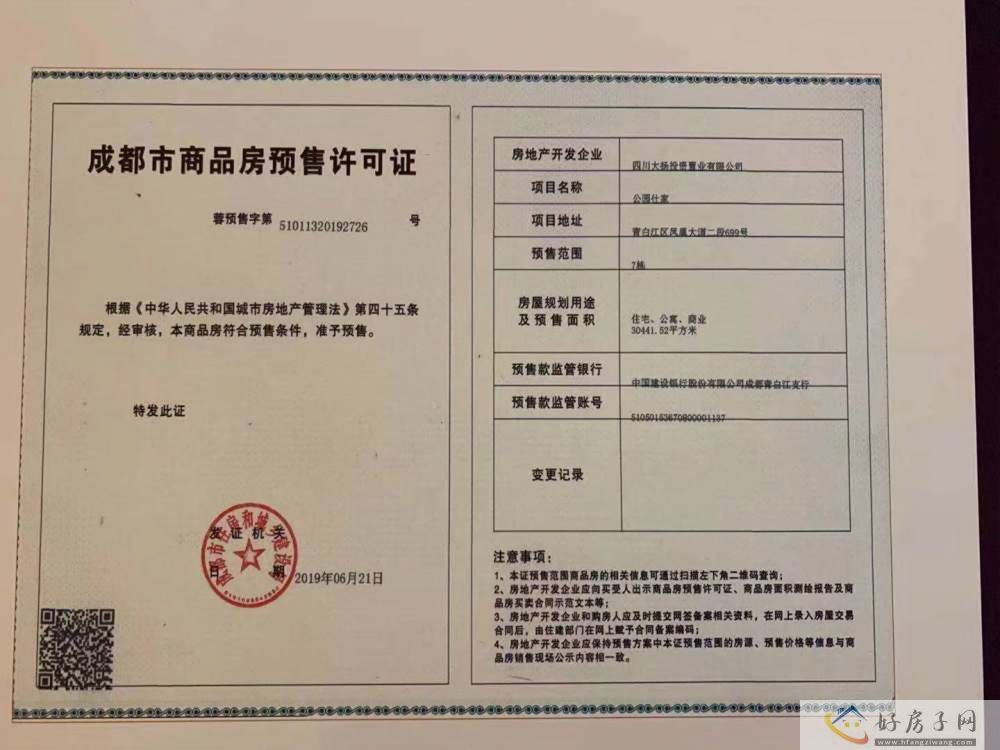 成都市商品房预售许可证
蓉预售字第 51011320192726 号
根据《中华人民共和国城市房地产管理法》第四十五条
规定，经审核，本商品房符合预售条件，准予预售。
特发此证
发证机关
日 期 2019年06月21日
房地产开发企业 四川大扬投资置业有限公司
项目名称 公园仕家
项目地址 青白江区凤凰大道二段699号
预售范围 7栋
房屋规划用途
及预售面积
住宅、公寓、商业
30441.52平方米
预售款监管银行 中国建设银行股份有限公司成都青白江支行
预售款监管账号 51050153670800001137
变更记录
注意事项：
1、本证预售范围商品房的相关信息可通过扫描左下角二维码查询；
2、房地产开发企业应向买受人出示商品房预售许可证、商品房面积测绘报告及商
品房买卖合同示范文本等；
3、房地产开发企业和购房人应及时提交网签备案相关资料，在网上录入房屋交易
合同后，由住建部门在网上赋予合同备案编码；
4、房地产开发企业应保持预售方案中本证预售范围的房源、预售价格等信息与商
品房销售现场公示内容相一致。
好房子网
www.hfangziwang.com